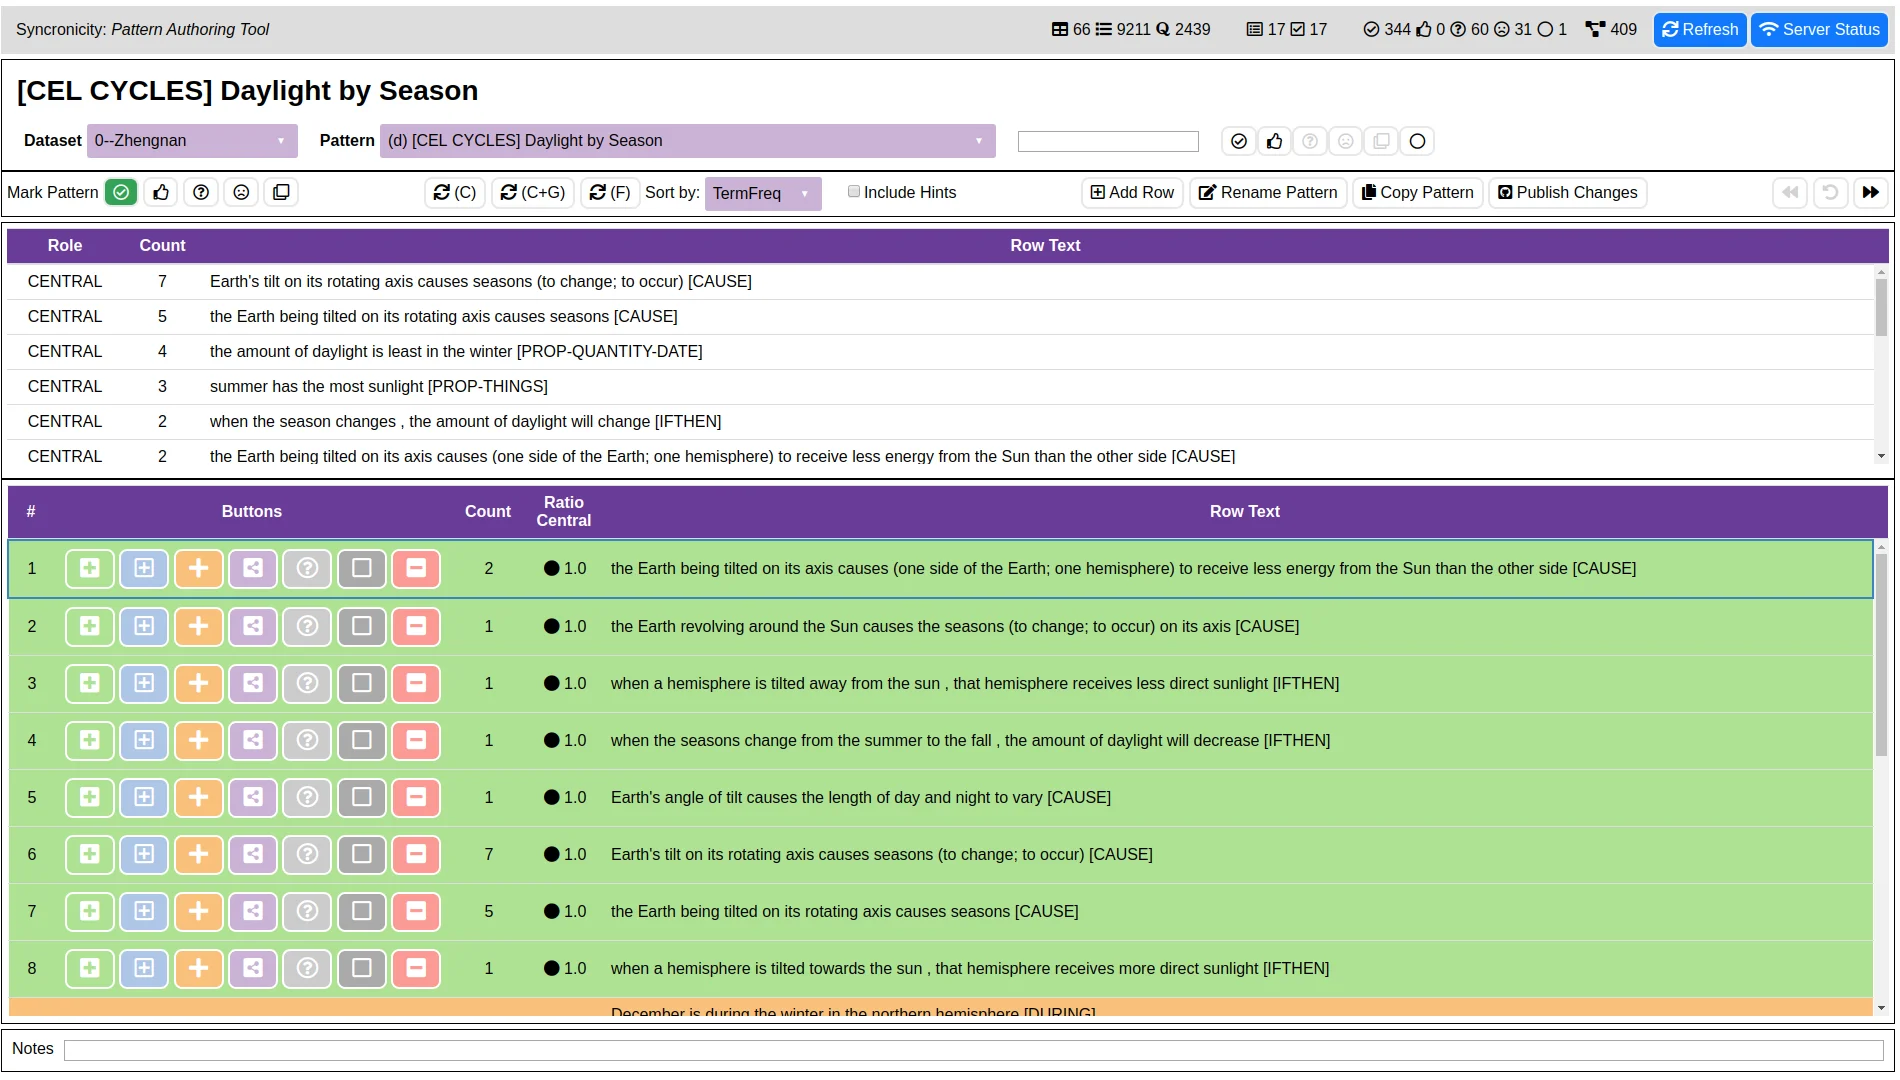 Syncronicity: Pattern Authoring Tool 66 9211 2439 17 17 344 0 60 31 1 409 Refresh Server Status
[CEL CYCLES] Daylight by Season
Dataset 0--Zhengnan Pattern (d) [CEL CYCLES] Daylight by Season
Mark Pattern (C) (C+G) (F) Sort by: TermFreq Include Hints Add Row Rename Pattern Copy Pattern Publish Changes
Role Count Row Text
CENTRAL 7 Earth's tilt on its rotating axis causes seasons (to change; to occur) [CAUSE]
CENTRAL 5 the Earth being tilted on its rotating axis causes seasons [CAUSE]
CENTRAL 4 the amount of daylight is least in the winter [PROP-QUANTITY-DATE]
CENTRAL 3 summer has the most sunlight [PROP-THINGS]
CENTRAL 2 when the season changes , the amount of daylight will change [IFTHEN]
CENTRAL 2 the Earth being tilted on its axis causes (one side of the Earth; one hemisphere) to receive less energy from the Sun than the other side [CAUSE]
# Buttons Count Ratio Central Row Text
1 2 1.0 the Earth being tilted on its axis causes (one side of the Earth; one hemisphere) to receive less energy from the Sun than the other side [CAUSE]
2 1 1.0 the Earth revolving around the Sun causes the seasons (to change; to occur) on its axis [CAUSE]
3 1 1.0 when a hemisphere is tilted away from the sun , that hemisphere receives less direct sunlight [IFTHEN]
4 1 1.0 when the seasons change from the summer to the fall , the amount of daylight will decrease [IFTHEN]
5 1 1.0 Earth's angle of tilt causes the length of day and night to vary [CAUSE]
6 7 1.0 Earth's tilt on its rotating axis causes seasons (to change; to occur) [CAUSE]
7 5 1.0 the Earth being tilted on its rotating axis causes seasons [CAUSE]
8 1 1.0 when a hemisphere is tilted towards the sun , that hemisphere receives more direct sunlight [IFTHEN]
December is during the winter in the northern hemisphere [DURING]
Notes